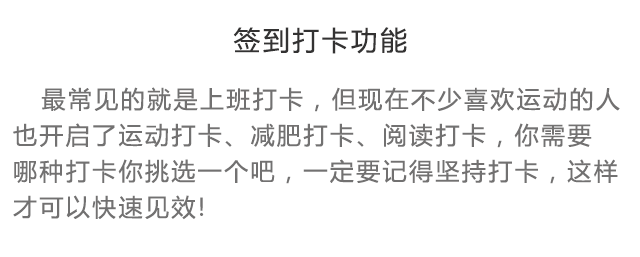 签到打卡功能
最常见的就是上班打卡，但现在不少喜欢运动的人
也开启了运动打卡、减肥打卡、阅读打卡，你需要
哪种打卡你挑选一个吧，一定要记得坚持打卡，这样
才可以快速见效!